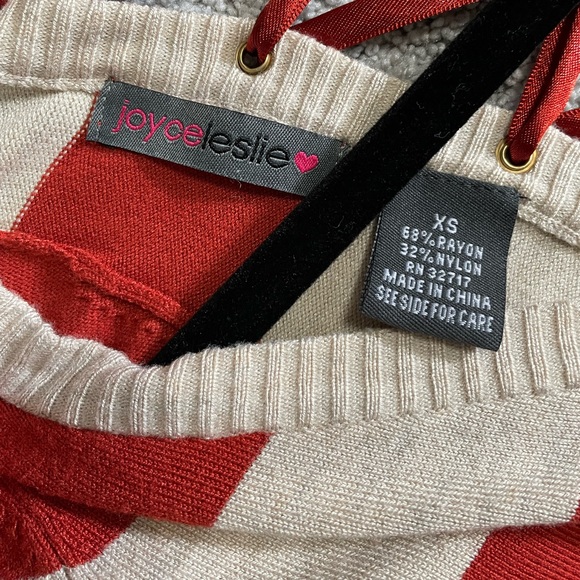 joyceleslie
XS
68% RAYON
32% NYLON
RN 32717
MADE IN CHINA
SEE SIDE FOR CARE